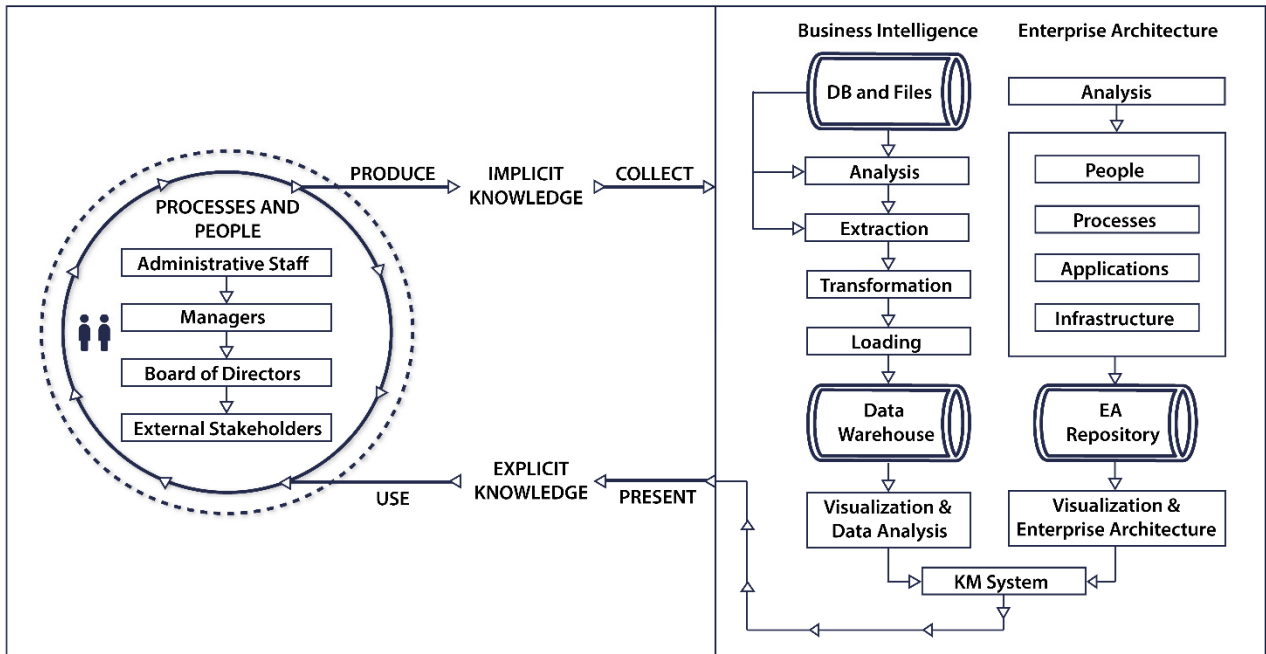 PROCESSES AND
PEOPLE
Administrative Staff
Managers
Board of Directors
External Stakeholders
PRODUCE
IMPLICIT
KNOWLEDGE
COLLECT
USE
EXPLICIT
KNOWLEDGE
PRESENT
Business Intelligence
DB and Files
Analysis
Extraction
Transformation
Loading
Data
Warehouse
Visualization &
Data Analysis
Enterprise Architecture
Analysis
People
Processes
Applications
Infrastructure
EA
Repository
Visualization &
Enterprise Architecture
KM System